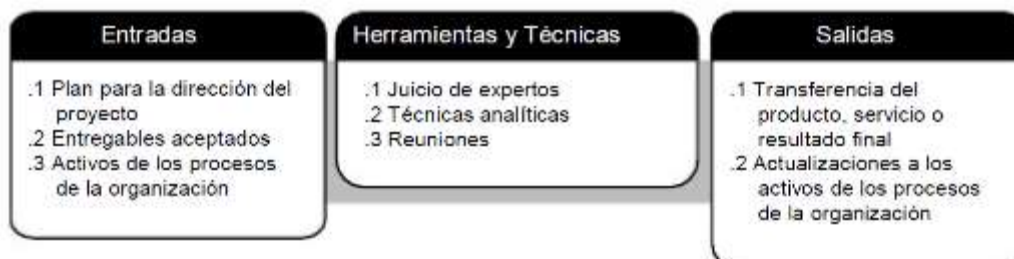 Entradas
.1 Plan para la dirección del
proyecto
.2 Entregables aceptados
.3 Activos de los procesos
de la organización
Herramientas y Técnicas
.1 Juicio de expertos
.2 Técnicas analíticas
.3 Reuniones
Salidas
.1 Transferencia del
producto, servicio o
resultado final
.2 Actualizaciones a los
activos de los procesos
de la organización